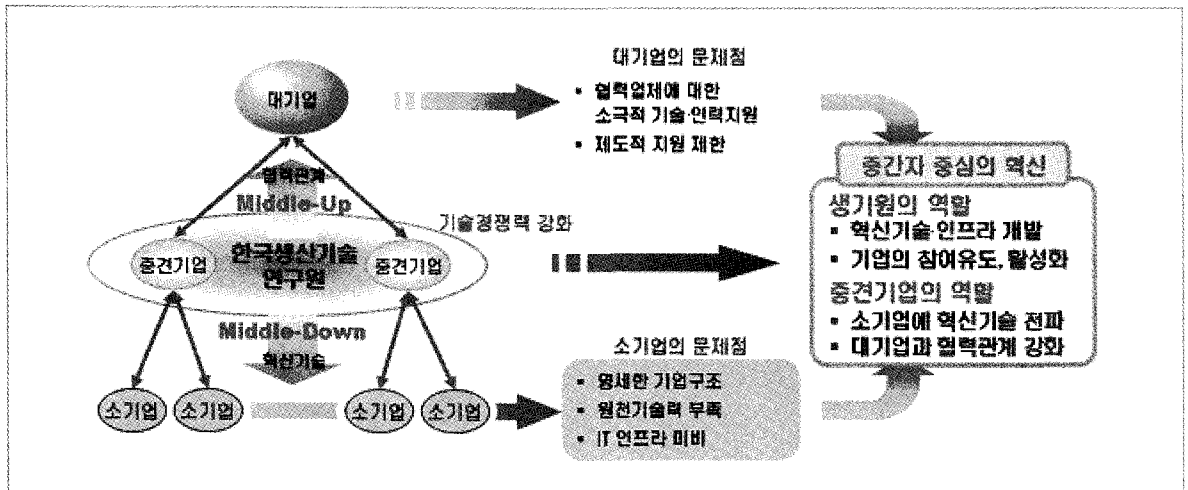 대기업
협력관계
Middle-Up
기술경쟁력 강화
중견기업
한국생산기술
연구원
중견기업
Middle-Down
혁신기술
소기업
소기업
소기업
소기업
대기업의 문제점
▪ 협력업체에 대한
소극적 기술·인력지원
▪ 제도적 지원 제한
소기업의 문제점
▪ 영세한 기업구조
▪ 원천기술력 부족
▪ IT 인프라 미비
중간자 중심의 혁신
생기원의 역할
▪ 혁신기술·인프라 개발
▪ 기업의 참여유도, 활성화
중견기업의 역할
▪ 소기업에 혁신기술 전파
▪ 대기업과 협력관계 강화